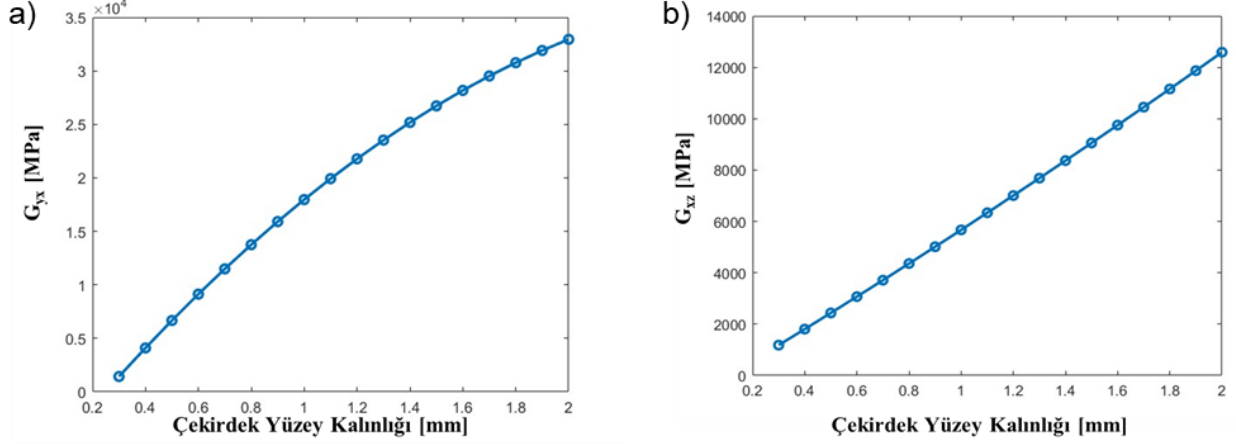 a)
×10⁴
3.5
3
2.5
2
1.5
1
0.5
0
G_yx [MPa]
0.2 0.4 0.6 0.8 1 1.2 1.4 1.6 1.8 2
Çekirdek Yüzey Kalınlığı [mm]
b)
14000
12000
10000
8000
6000
4000
2000
0
G_xz [MPa]
0.2 0.4 0.6 0.8 1 1.2 1.4 1.6 1.8 2
Çekirdek Yüzey Kalınlığı [mm]